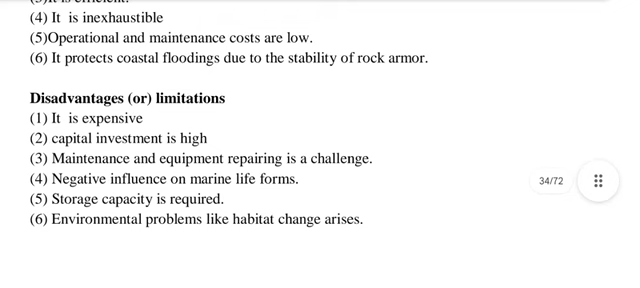 (4) It is inexhaustible
(5)Operational and maintenance costs are low.
(6) It protects coastal floodings due to the stability of rock armor.
Disadvantages (or) limitations
(1) It is expensive
(2) capital investment is high
(3) Maintenance and equipment repairing is a challenge.
(4) Negative influence on marine life forms.
34/72
(5) Storage capacity is required.
(6) Environmental problems like habitat change arises.